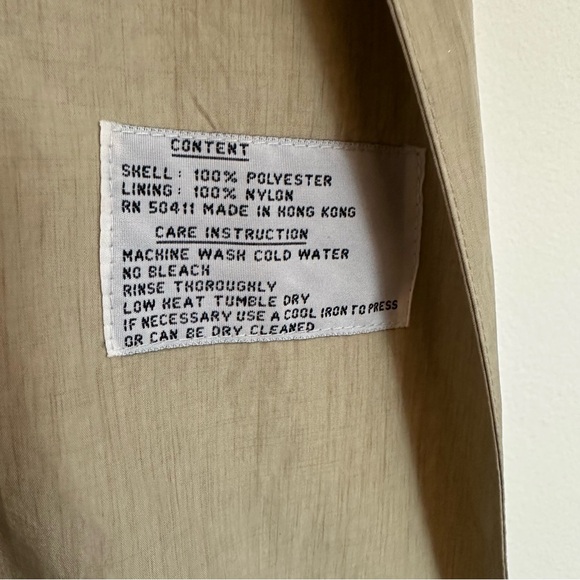 CONTENT
SHELL: 100% POLYESTER
LINING: 100% NYLON
RN 50411 MADE IN HONG KONG
CARE INSTRUCTION
MACHINE WASH COLD WATER
NO BLEACH
RINSE THOROUGHLY
LOW HEAT TUMBLE DRY
IF NECESSARY USE A COOL IRON TO PRESS
OR CAN BE DRY CLEANED